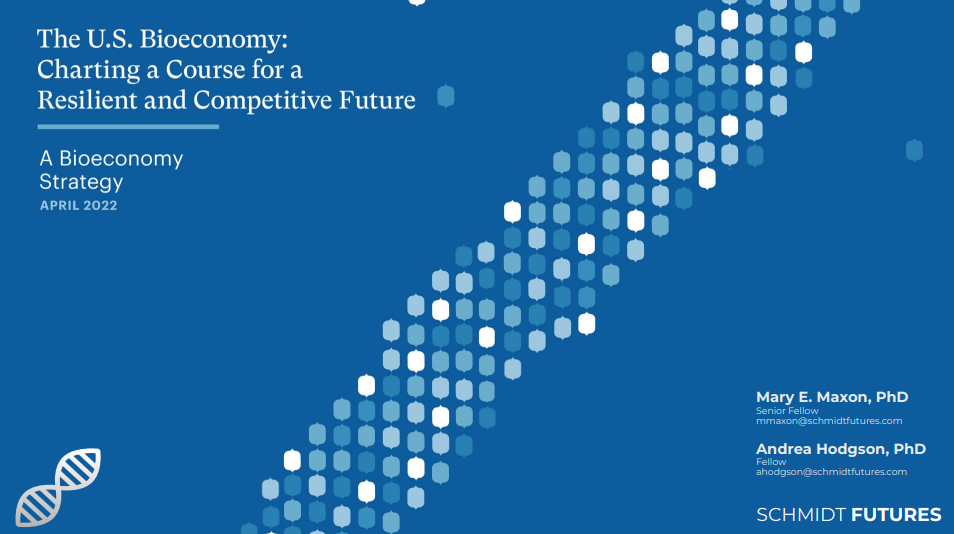 The U.S. Bioeconomy:
Charting a Course for a
Resilient and Competitive Future
A Bioeconomy
Strategy
APRIL 2022
Mary E. Maxon, PhD
Senior Fellow
mmaxon@schmidtfutures.com
Andrea Hodgson, PhD
Fellow
ahodgson@schmidtfutures.com
SCHMIDT FUTURES